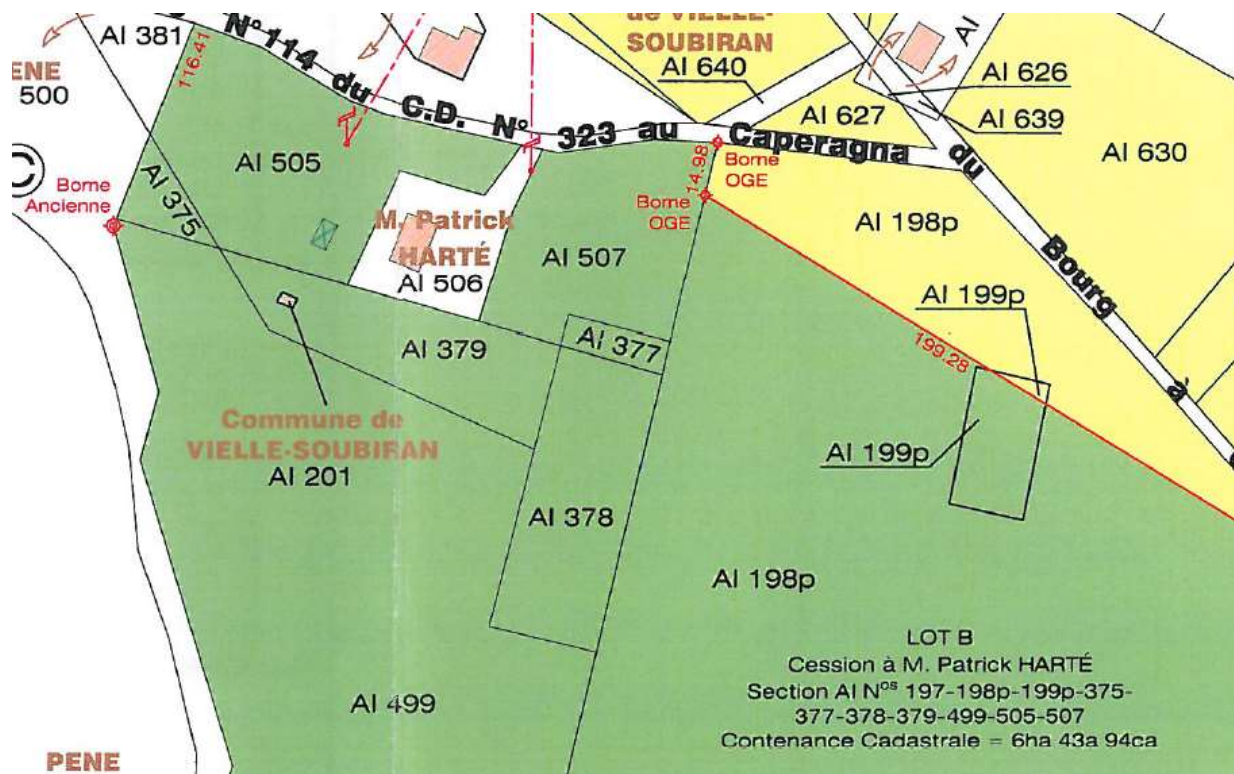 AI 381
116.41
N° 114 du C.D. N° 323 au Caperagna
de VIELLE-
SOUBIRAN
AI 640
AI
AI 626
AI 639
AI 627
AI 630
ENE
500
AI 505
AI 375
Borne
Ancienne
M. Patrick
HARTÉ
AI 506
AI 507
14.98
Borne
OGE
Borne
OGE
AI 198p
du Bourg à
AI 199p
199.28
AI 377
AI 379
Commune de
VIELLE-SOUBIRAN
AI 201
AI 199p
AI 378
AI 198p
AI 499
LOT B
Cession à M. Patrick HARTÉ
Section AI Nos 197-198p-199p-375-
377-378-379-499-505-507
Contenance Cadastrale = 6ha 43a 94ca
PENE